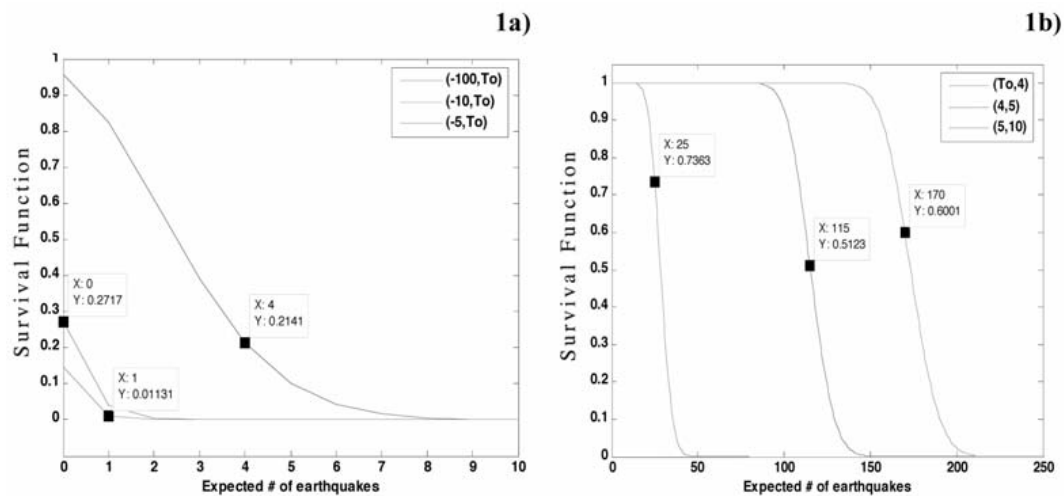 1a)
1
0.9
0.8
0.7
0.6
0.5
0.4
0.3
0.2
0.1
0
Survival Function
(-100,To)
(-10,To)
(-5,To)
X: 0
Y: 0.2717
X: 4
Y: 0.2141
X: 1
Y: 0.01131
0 1 2 3 4 5 6 7 8 9 10
Expected # of earthquakes
1b)
1
0.9
0.8
0.7
0.6
0.5
0.4
0.3
0.2
0.1
0
Survival Function
(To,4)
(4,5)
(5,10)
X: 25
Y: 0.7363
X: 170
Y: 0.6001
X: 115
Y: 0.5123
0 50 100 150 200 250
Expected # of earthquakes